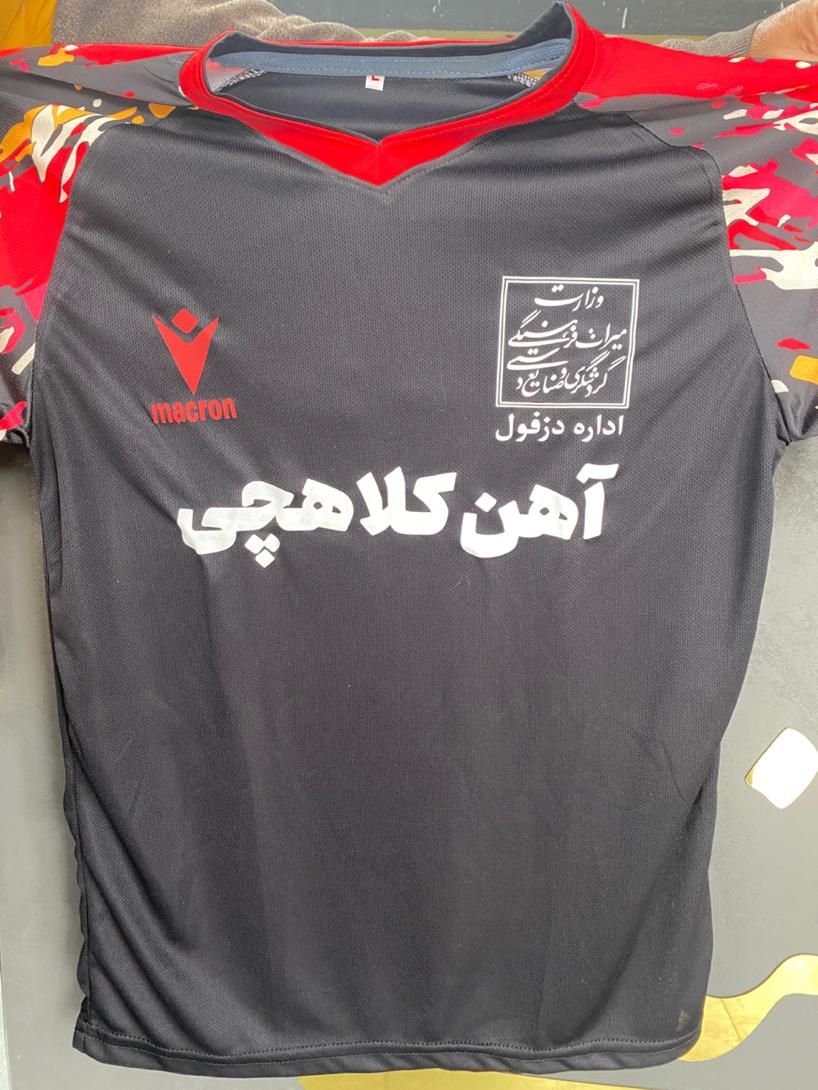 L
macron
وزارت
میراث فرهنگی
گردشگری و صنایع دستی
اداره دزفول
آهن کلاهچی